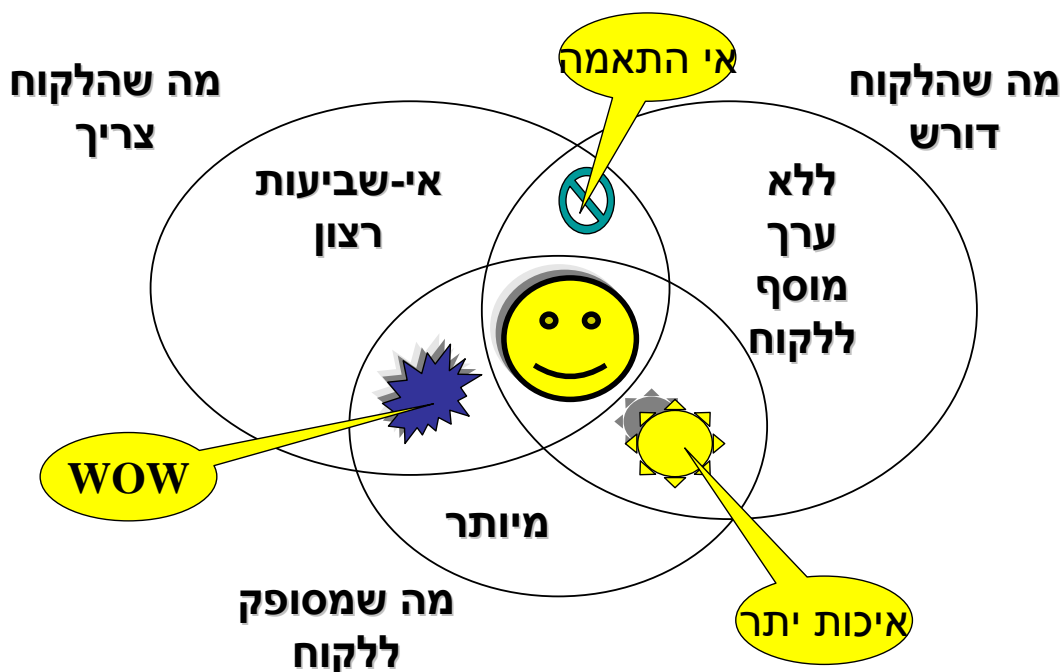 אי התאמה
מה שהלקוח
דורש
מה שהלקוח
צריך
ללא
ערך
מוסף
ללקוח
אי-שביעות
רצון
WOW
מיותר
איכות יתר
מה שמסופק
ללקוח